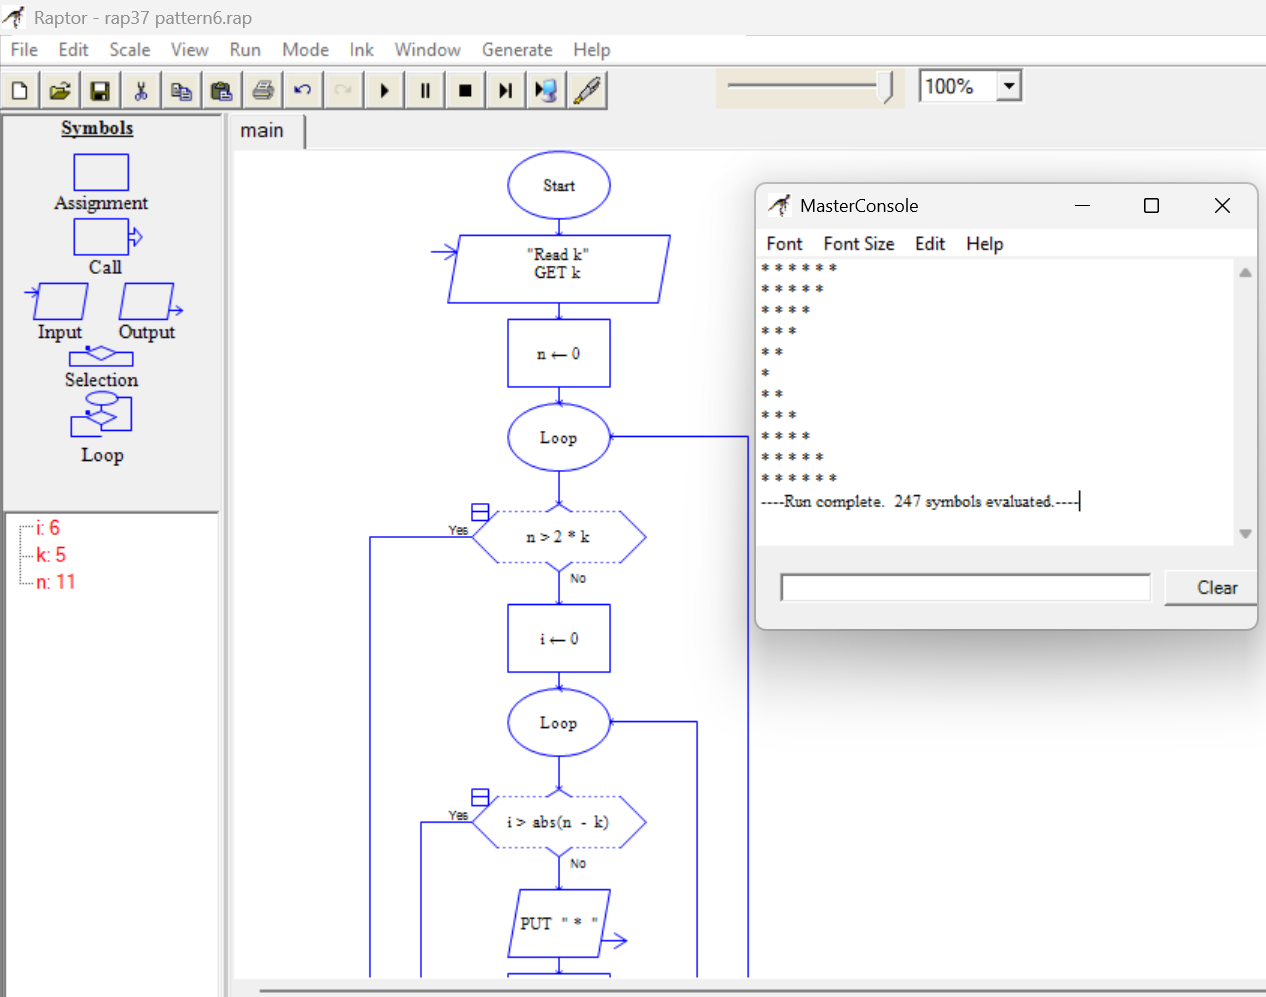 Raptor - rap37 pattern6.rap
File Edit Scale View Run Mode Ink Window Generate Help
100%
Symbols
Assignment
Call
Input Output
Selection
Loop
i: 6
k: 5
n: 11
main
Start
"Read k"
GET k
n ← 0
Loop
Yes
n > 2 * k
No
i ← 0
Loop
Yes
i > abs(n - k)
No
PUT " * "
MasterConsole
Font Font Size Edit Help
* * * * * *
* * * * *
* * * *
* * *
* *
*
* *
* * *
* * * *
* * * * *
* * * * * *
----Run complete. 247 symbols evaluated.----
Clear